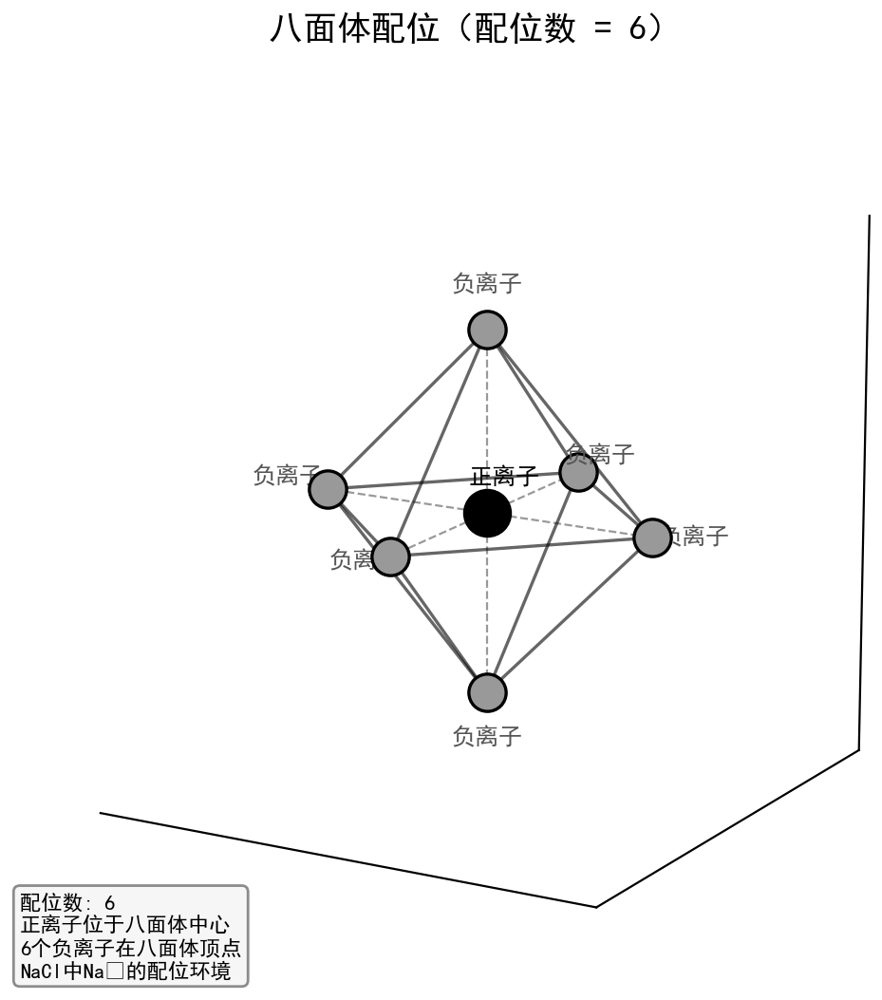 八面体配位（配位数 = 6）
负离子
负离子
负离子
正离子
负离子
负离
负离子
配位数: 6
正离子位于八面体中心
6个负离子在八面体顶点
NaCl中Na□的配位环境